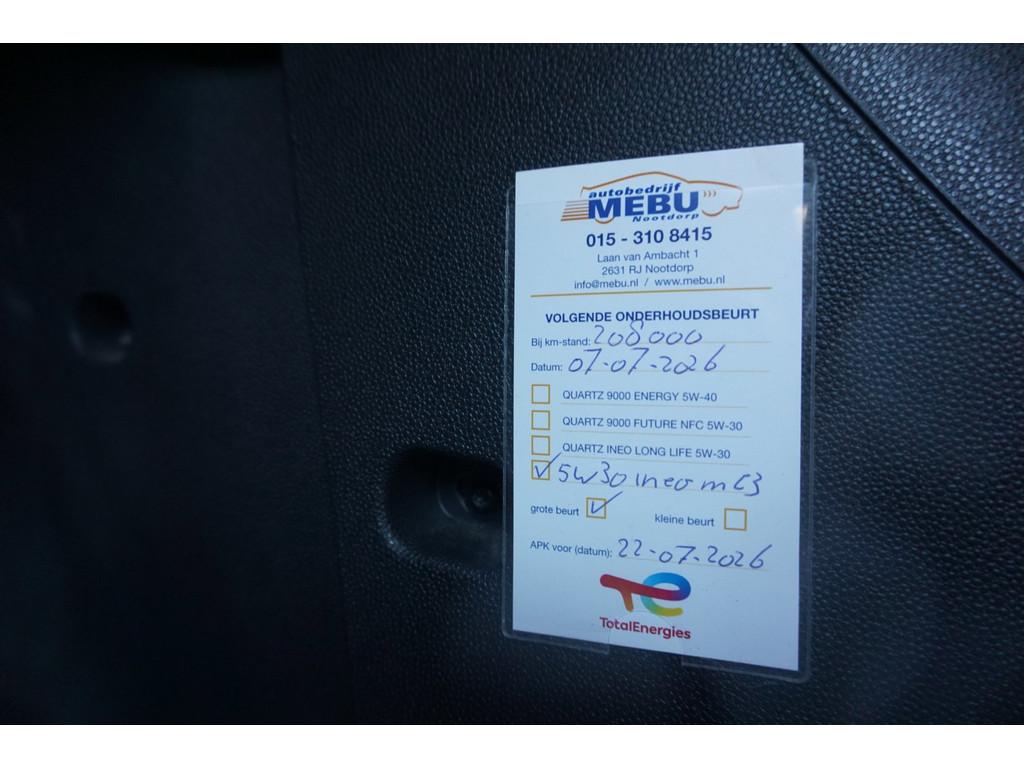 autobedrijf
MEBU
Nootdorp
015 - 310 8415
Laan van Ambacht 1
2631 RJ Nootdorp
info@mebu.nl / www.mebu.nl
VOLGENDE ONDERHOUDSBEURT
Bij km-stand: 208000
Datum: 07-07-2026
QUARTZ 9000 ENERGY 5W-40
QUARTZ 9000 FUTURE NFC 5W-30
QUARTZ INEO LONG LIFE 5W-30
5W30 ineo m C3
grote beurt kleine beurt
APK voor (datum): 22-07-2026
TotalEnergies